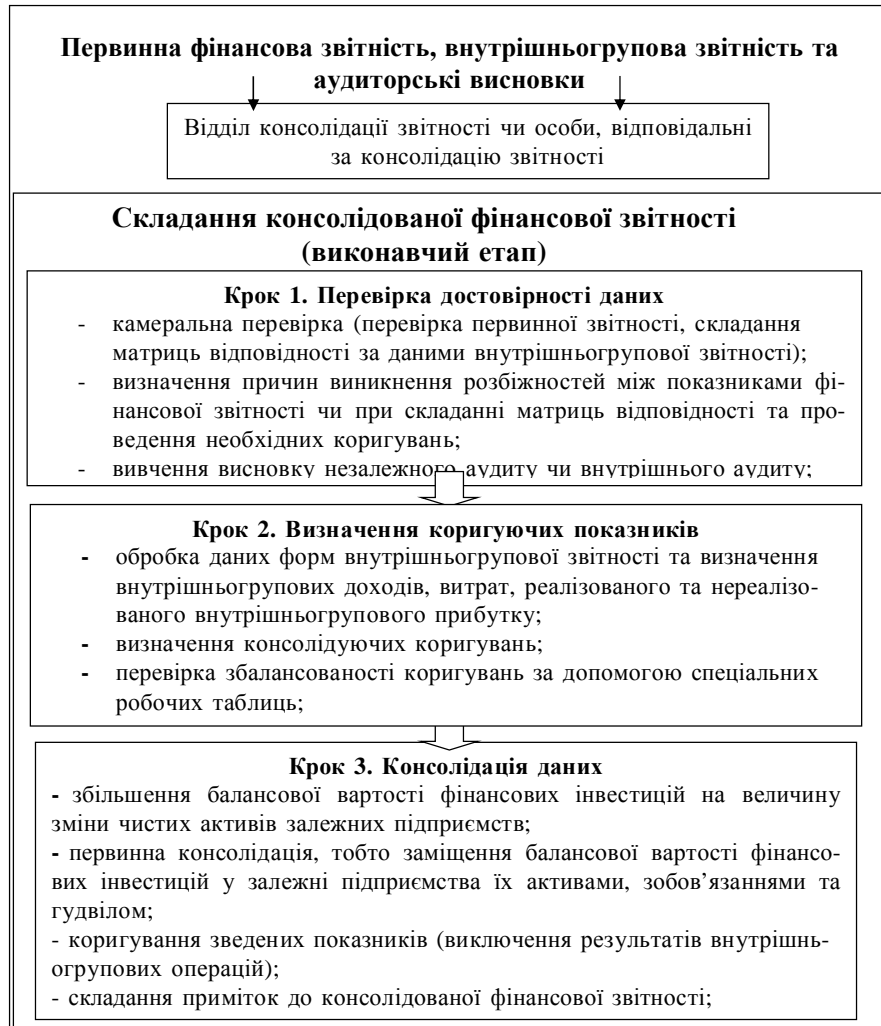 Первинна фінансова звітність, внутрішньогрупова звітність та
аудиторські висновки
Відділ консолідації звітності чи особи, відповідальні
за консолідацію звітності
Складання консолідованої фінансової звітності
(виконавчий етап)
Крок 1. Перевірка достовірності даних
- камеральна перевірка (перевірка первинної звітності, складання
матриць відповідності за даними внутрішньогрупової звітності);
- визначення причин виникнення розбіжностей між показниками фі-
нансової звітності чи при складанні матриць відповідності та про-
ведення необхідних коригувань;
- вивчення висновку незалежного аудиту чи внутрішнього аудиту;
Крок 2. Визначення коригуючих показників
- обробка даних форм внутрішньогрупової звітності та визначення
внутрішньогрупових доходів, витрат, реалізованого та нереалізо-
ваного внутрішньогрупового прибутку;
- визначення консолідуючих коригувань;
- перевірка збалансованості коригувань за допомогою спеціальних
робочих таблиць;
Крок 3. Консолідація даних
- збільшення балансової вартості фінансових інвестицій на величину
зміни чистих активів залежних підприємств;
- первинна консолідація, тобто заміщення балансової вартості фінансо-
вих інвестицій у залежні підприємства їх активами, зобов'язаннями та
гудвілом;
- коригування зведених показників (виключення результатів внутрішнь-
огрупових операцій);
- складання приміток до консолідованої фінансової звітності;